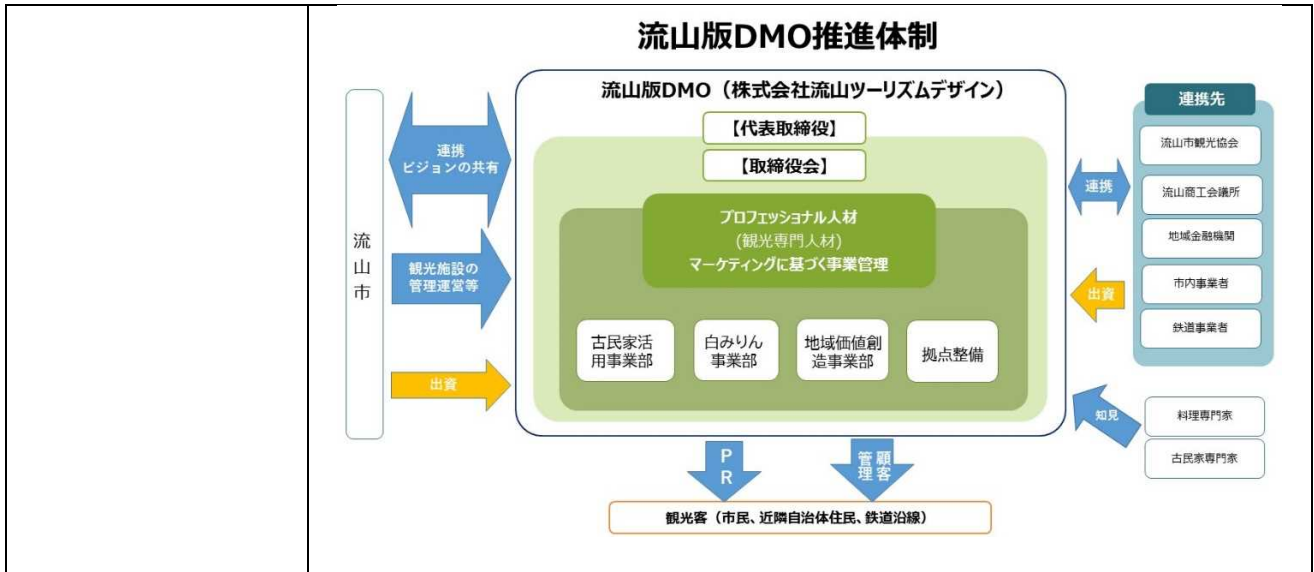 流山版DMO推進体制
流山市
連携
ビジョンの共有
観光施設の
管理運営等
出資
流山版DMO（株式会社流山ツーリズムデザイン）
【代表取締役】
【取締役会】
プロフェッショナル人材
(観光専門人材)
マーケティングに基づく事業管理
古民家活
用事業部
白みりん
事業部
地域価値創
造事業部
拠点整備
連携
出資
知見
連携先
流山市観光協会
流山商工会議所
地域金融機関
市内事業者
鉄道事業者
料理専門家
古民家専門家
PR
顧客
管理
観光客（市民、近隣自治体住民、鉄道沿線）